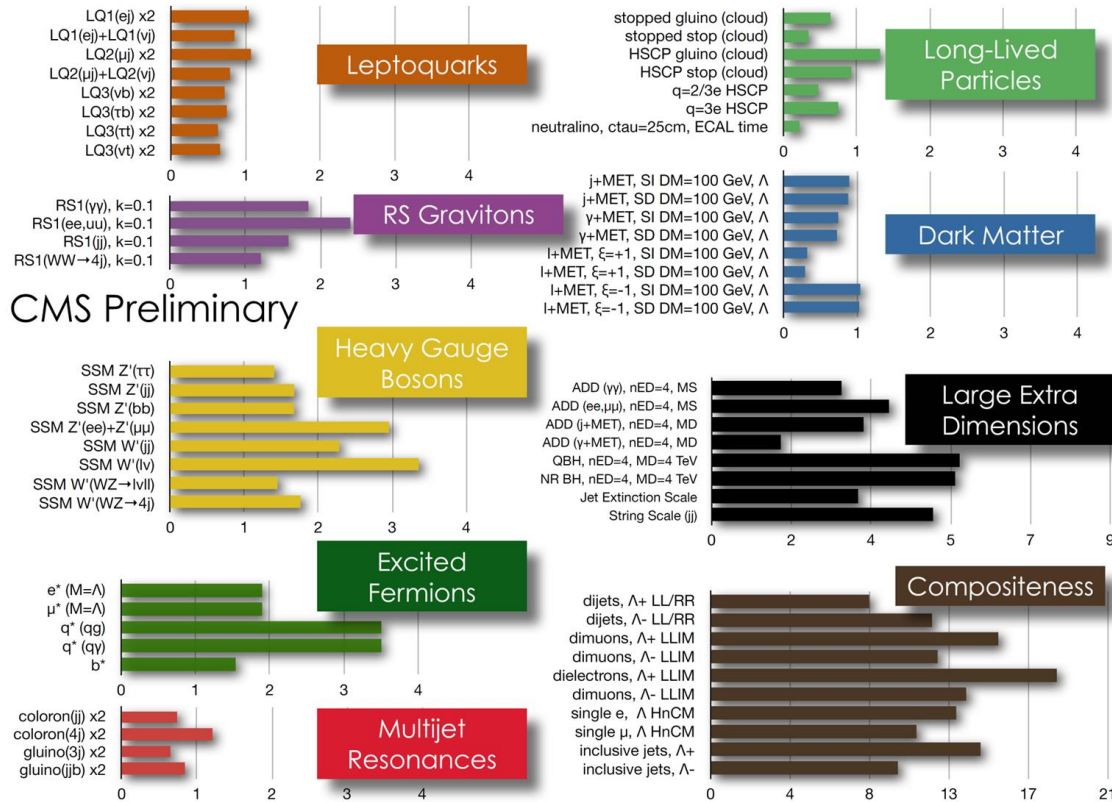 LQ1(ej) x2
LQ1(ej)+LQ1(νj)
LQ2(μj) x2
LQ2(μj)+LQ2(νj)
LQ3(νb) x2
LQ3(τb) x2
LQ3(τt) x2
LQ3(vt) x2
0 1 2 3 4
Leptoquarks
RS1(γγ), k=0.1
RS1(ee,uu), k=0.1
RS1(jj), k=0.1
RS1(WW→4j), k=0.1
0 1 2 3 4
RS Gravitons
CMS Preliminary
SSM Z'(ττ)
SSM Z'(jj)
SSM Z'(bb)
SSM Z'(ee)+Z'(μμ)
SSM W'(jj)
SSM W'(lv)
SSM W'(WZ→lvll)
SSM W'(WZ→4j)
0 1 2 3 4
Heavy Gauge
Bosons
e* (M=Λ)
μ* (M=Λ)
q* (qg)
q* (qγ)
b*
0 1 2 3 4
Excited
Fermions
coloron(jj) x2
coloron(4j) x2
gluino(3j) x2
gluino(jjb) x2
0 1 2 3 4
Multijet
Resonances
stopped gluino (cloud)
stopped stop (cloud)
HSCP gluino (cloud)
HSCP stop (cloud)
q=2/3e HSCP
q=3e HSCP
neutralino, ctau=25cm, ECAL time
0 1 2 3 4
Long-Lived
Particles
j+MET, SI DM=100 GeV, Λ
j+MET, SD DM=100 GeV, Λ
γ+MET, SI DM=100 GeV, Λ
γ+MET, SD DM=100 GeV, Λ
l+MET, ξ=+1, SI DM=100 GeV, Λ
l+MET, ξ=+1, SD DM=100 GeV, Λ
l+MET, ξ=-1, SI DM=100 GeV, Λ
l+MET, ξ=-1, SD DM=100 GeV, Λ
0 1 2 3 4
Dark Matter
ADD (γγ), nED=4, MS
ADD (ee,μμ), nED=4, MS
ADD (j+MET), nED=4, MD
ADD (γ+MET), nED=4, MD
QBH, nED=4, MD=4 TeV
NR BH, nED=4, MD=4 TeV
Jet Extinction Scale
String Scale (jj)
0 2 4 5 7 9
Large Extra
Dimensions
dijets, Λ+ LL/RR
dijets, Λ- LL/RR
dimuons, Λ+ LLIM
dimuons, Λ- LLIM
dielectrons, Λ+ LLIM
dimuons, Λ- LLIM
single e, Λ HnCM
single μ, Λ HnCM
inclusive jets, Λ+
inclusive jets, Λ-
0 4 8 13 17 21
Compositeness